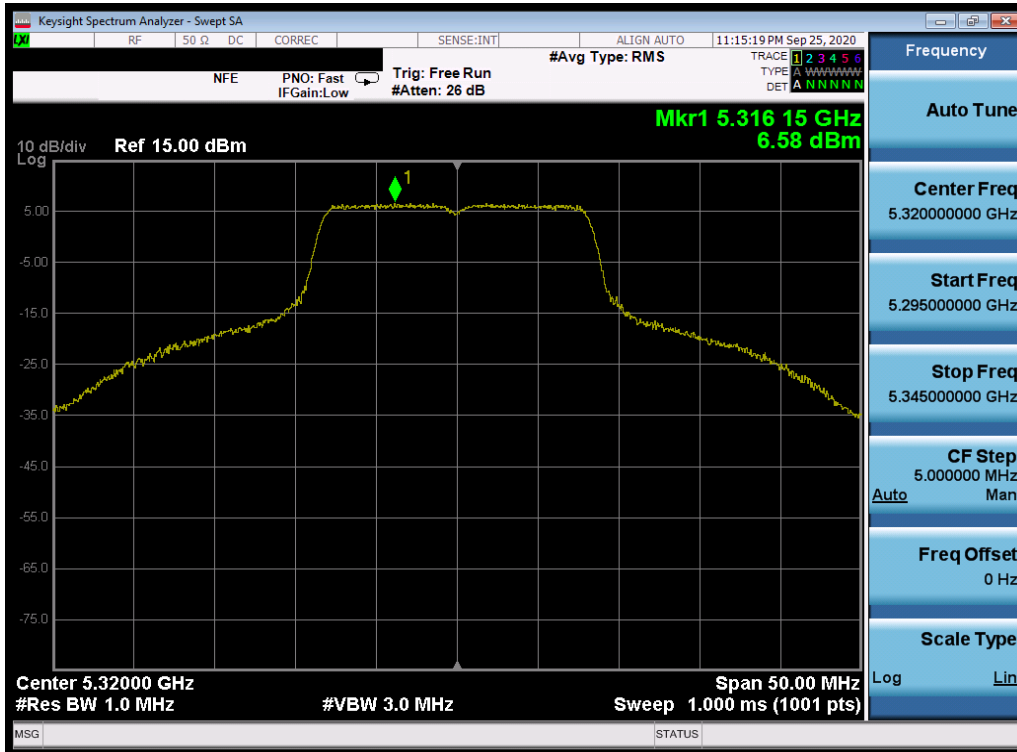 Keysight Spectrum Analyzer - Swept SA
LXI RF 50 Ω DC CORREC SENSE:INT ALIGN AUTO 11:15:19 PM Sep 25, 2020
NFE PNO: Fast IFGain:Low Trig: Free Run #Atten: 26 dB #Avg Type: RMS
TRACE 1 2 3 4 5 6
TYPE A WWWWW
DET A N N N N N
Mkr1 5.316 15 GHz
6.58 dBm
10 dB/div Ref 15.00 dBm
Log
1
5.00
-5.00
-15.0
-25.0
-35.0
-45.0
-55.0
-65.0
-75.0
Center 5.32000 GHz Span 50.00 MHz
#Res BW 1.0 MHz #VBW 3.0 MHz Sweep 1.000 ms (1001 pts)
MSG STATUS
Frequency
Auto Tune
Center Freq
5.320000000 GHz
Start Freq
5.295000000 GHz
Stop Freq
5.345000000 GHz
CF Step
5.000000 MHz
Auto Man
Freq Offset
0 Hz
Scale Type
Log Lin